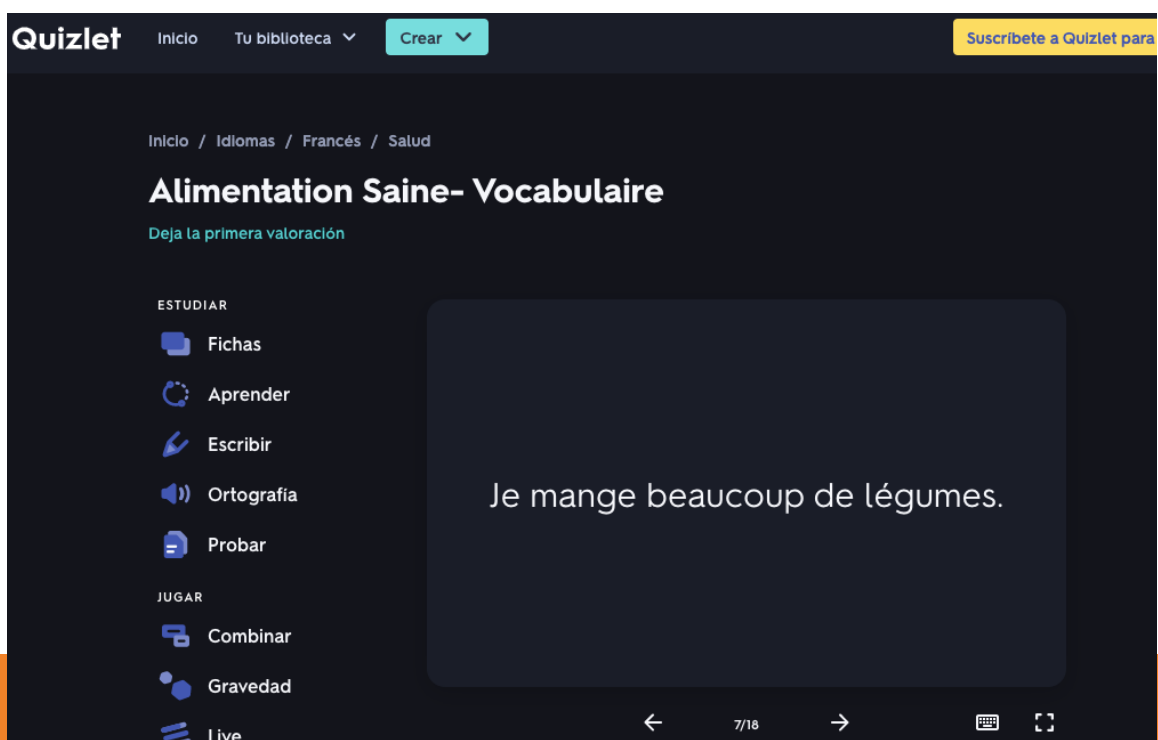 Quizlet Inicio Tu biblioteca Crear Suscríbete a Quizlet para
Inicio / Idiomas / Francés / Salud
Alimentation Saine- Vocabulaire
Deja la primera valoración
ESTUDIAR
Fichas
Aprender
Escribir
Ortografía
Probar
JUGAR
Combinar
Gravedad
Live
Je mange beaucoup de légumes.
7/18